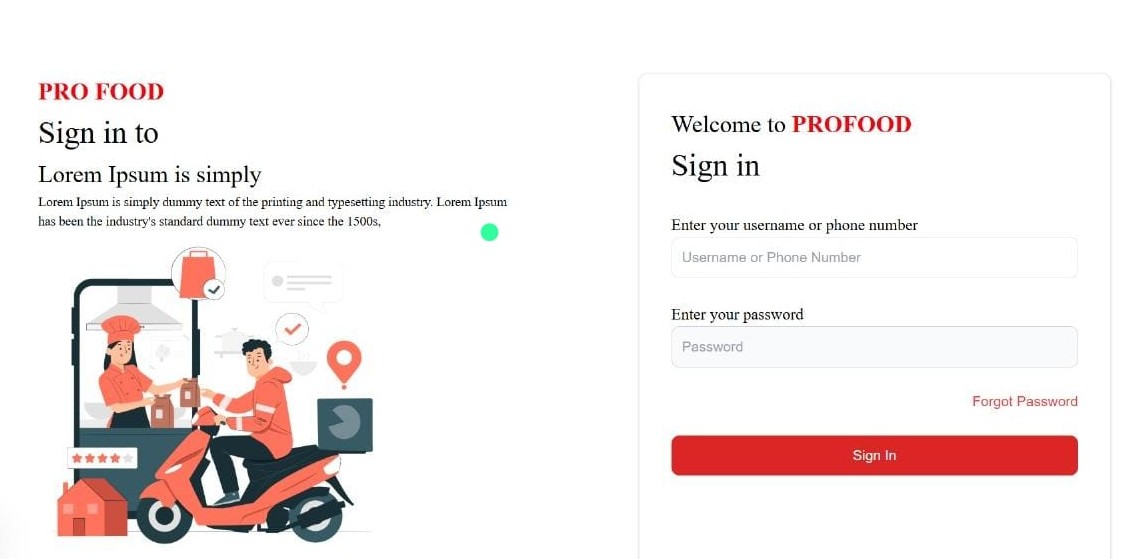 PRO FOOD
Sign in to
Lorem Ipsum is simply
Lorem Ipsum is simply dummy text of the printing and typesetting industry. Lorem Ipsum
has been the industry's standard dummy text ever since the 1500s,
Welcome to PROFOOD
Sign in
Enter your username or phone number
Username or Phone Number
Enter your password
Password
Forgot Password
Sign In